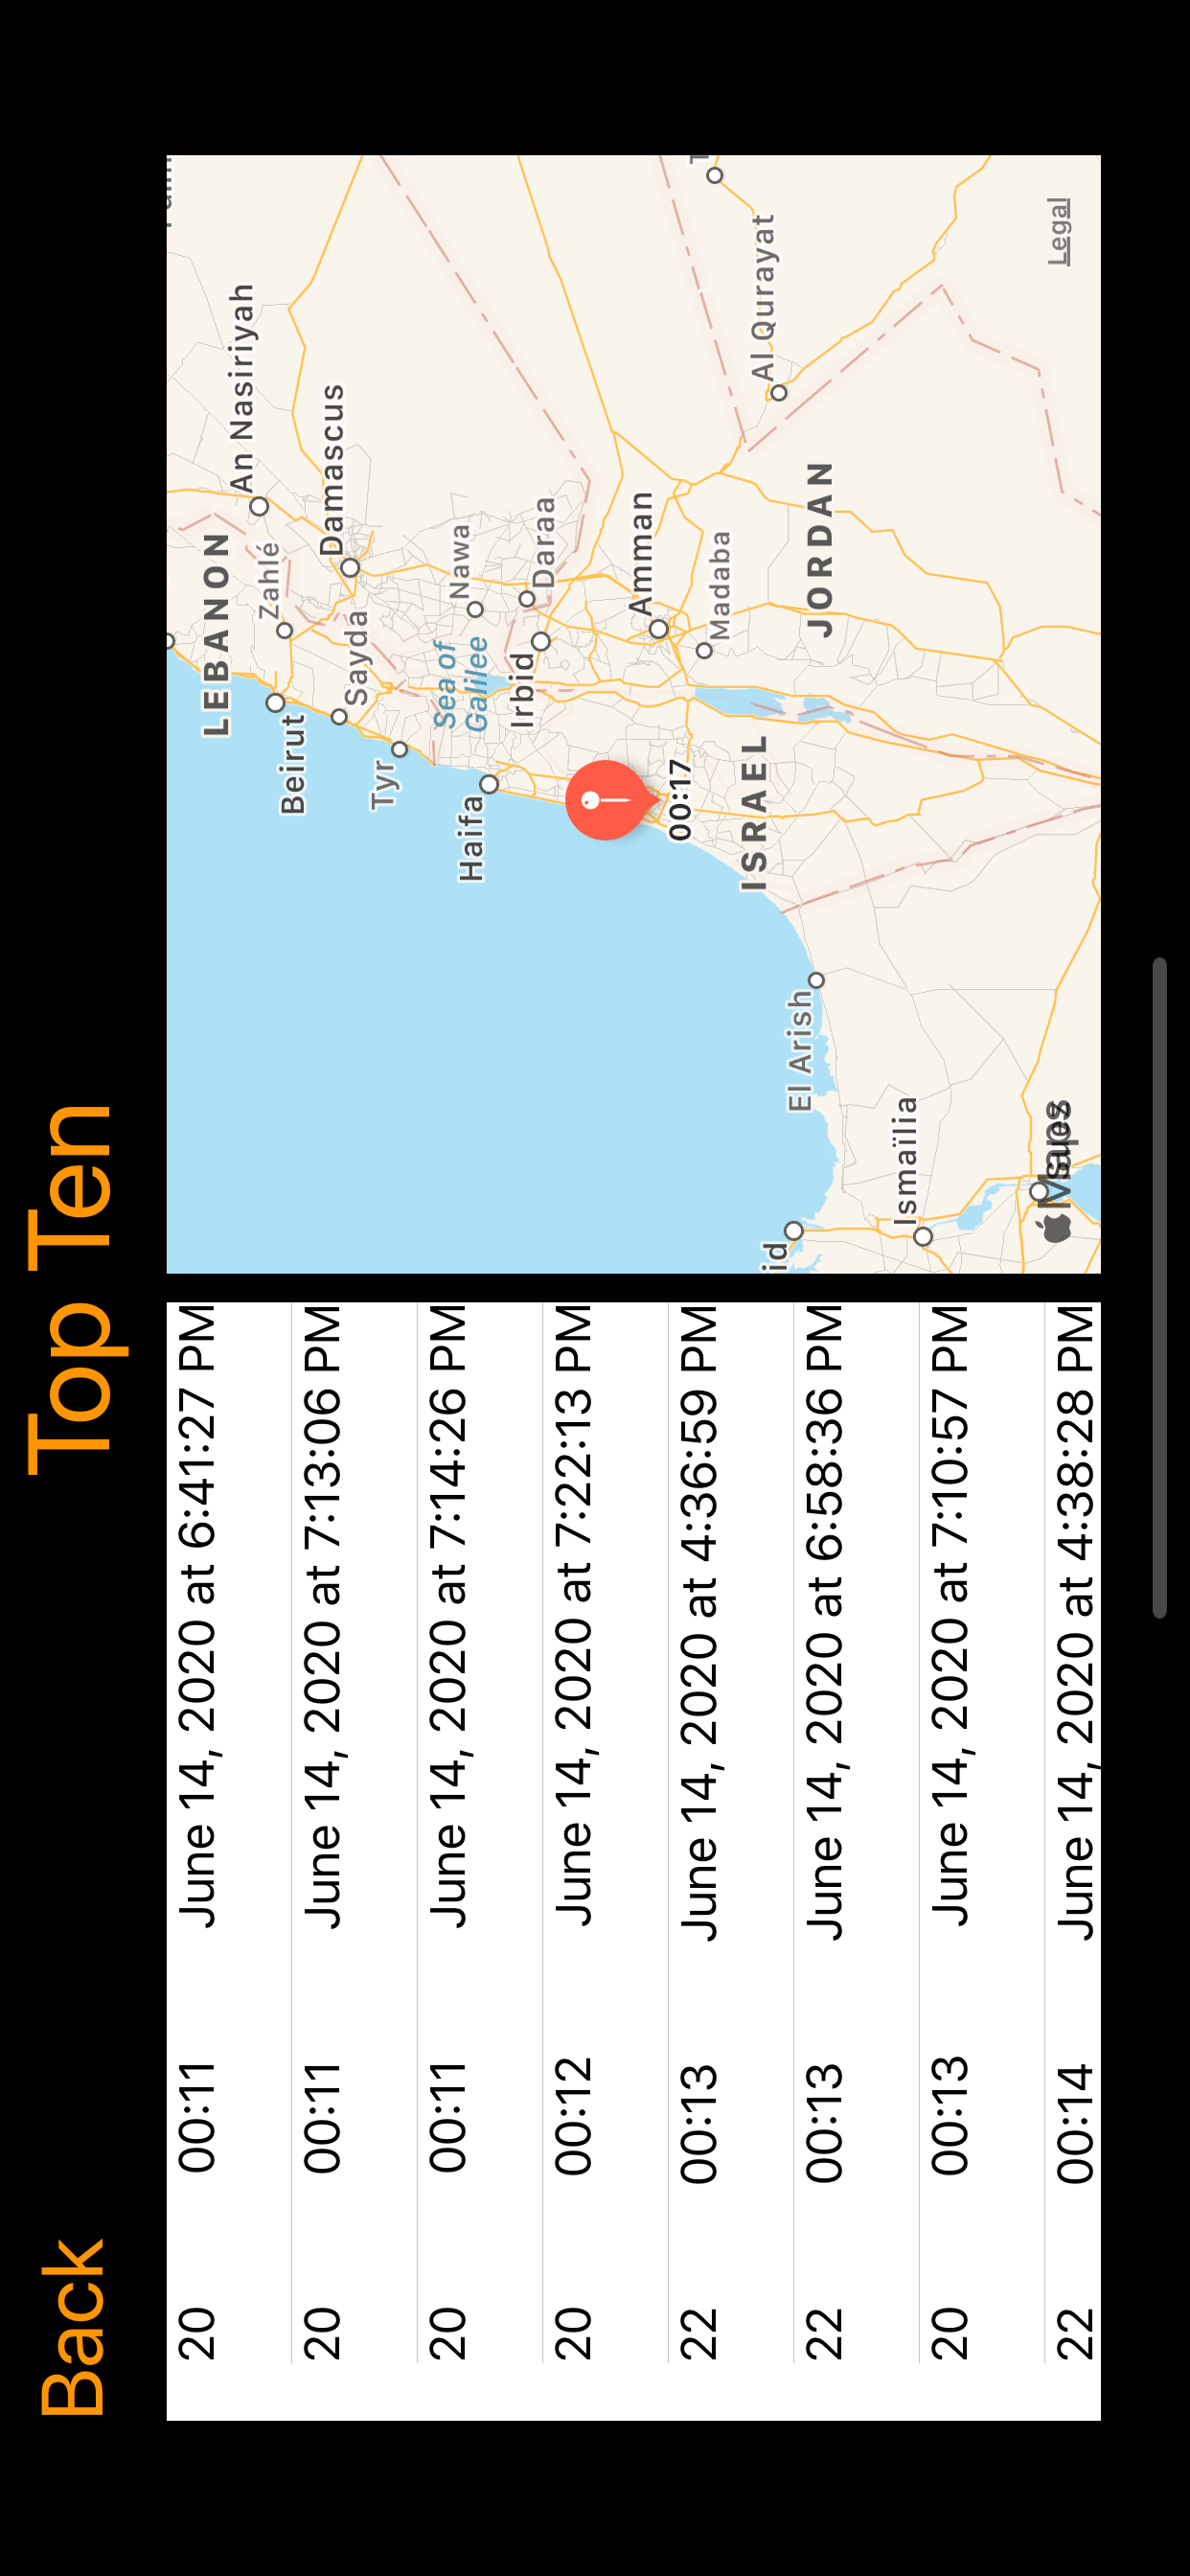 Back
Top Ten
20 00:11 June 14, 2020 at 6:41:27 PM
20 00:11 June 14, 2020 at 7:13:06 PM
20 00:11 June 14, 2020 at 7:14:26 PM
20 00:12 June 14, 2020 at 7:22:13 PM
22 00:13 June 14, 2020 at 4:36:59 PM
22 00:13 June 14, 2020 at 6:58:36 PM
20 00:13 June 14, 2020 at 7:10:57 PM
22 00:14 June 14, 2020 at 4:38:28 PM
LEBANON
An Nasiriyah
Zahlé
Beirut
Damascus
Sayda
Tyr
Nawa
Sea of
Galilee
Haifa
Daraa
Irbid
Amman
00:17
Madaba
Al Qurayat
ISRAEL
JORDAN
El Arish
id
Ismaïlia
Suez
Maps
Legal